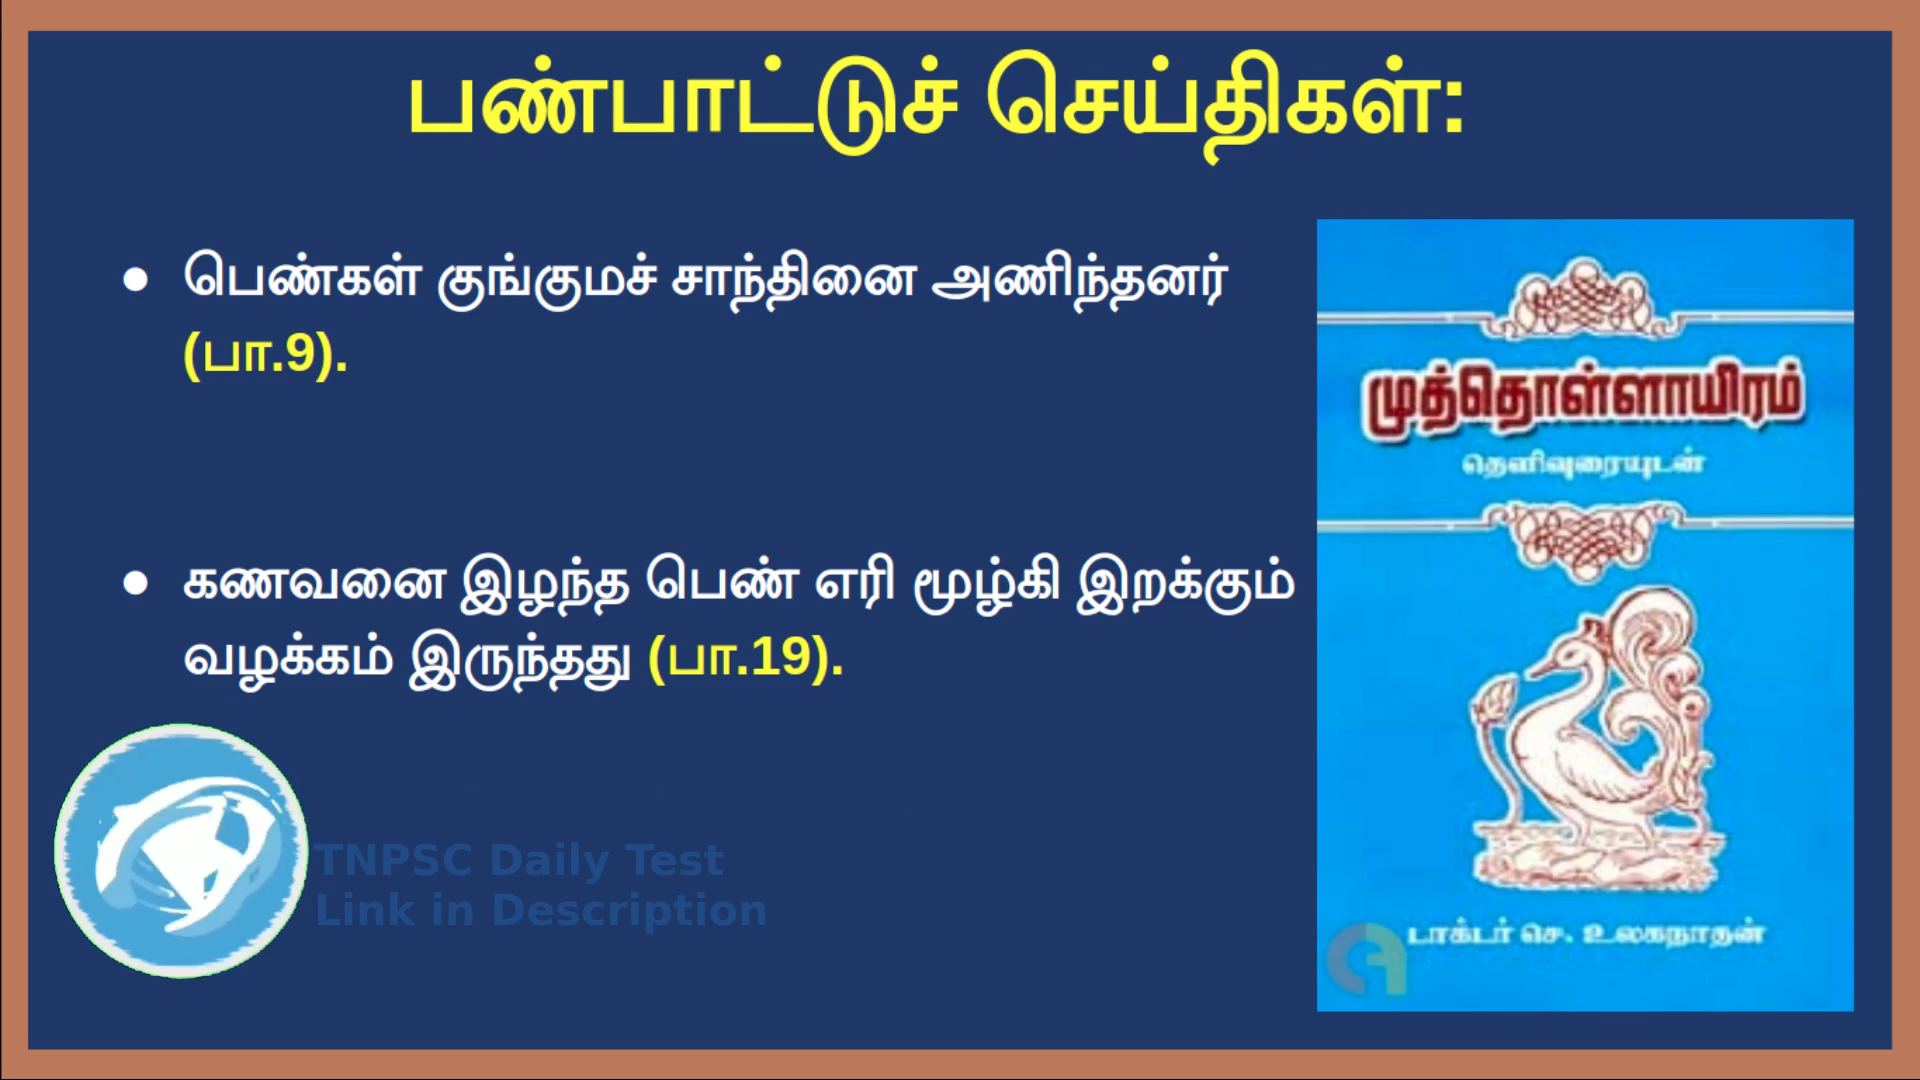 பண்பாட்டுச் செய்திகள்:
● பெண்கள் குங்குமச் சாந்தினை அணிந்தனர்
(பா.9).
● கணவனை இழந்த பெண் எரி மூழ்கி இறக்கும்
வழக்கம் இருந்தது (பா.19).
முத்தொள்ளாயிரம்
தெளிவுரையுடன்
டாக்டர் செ. உலகநாதன்
TNPSC Daily Test
Link in Description